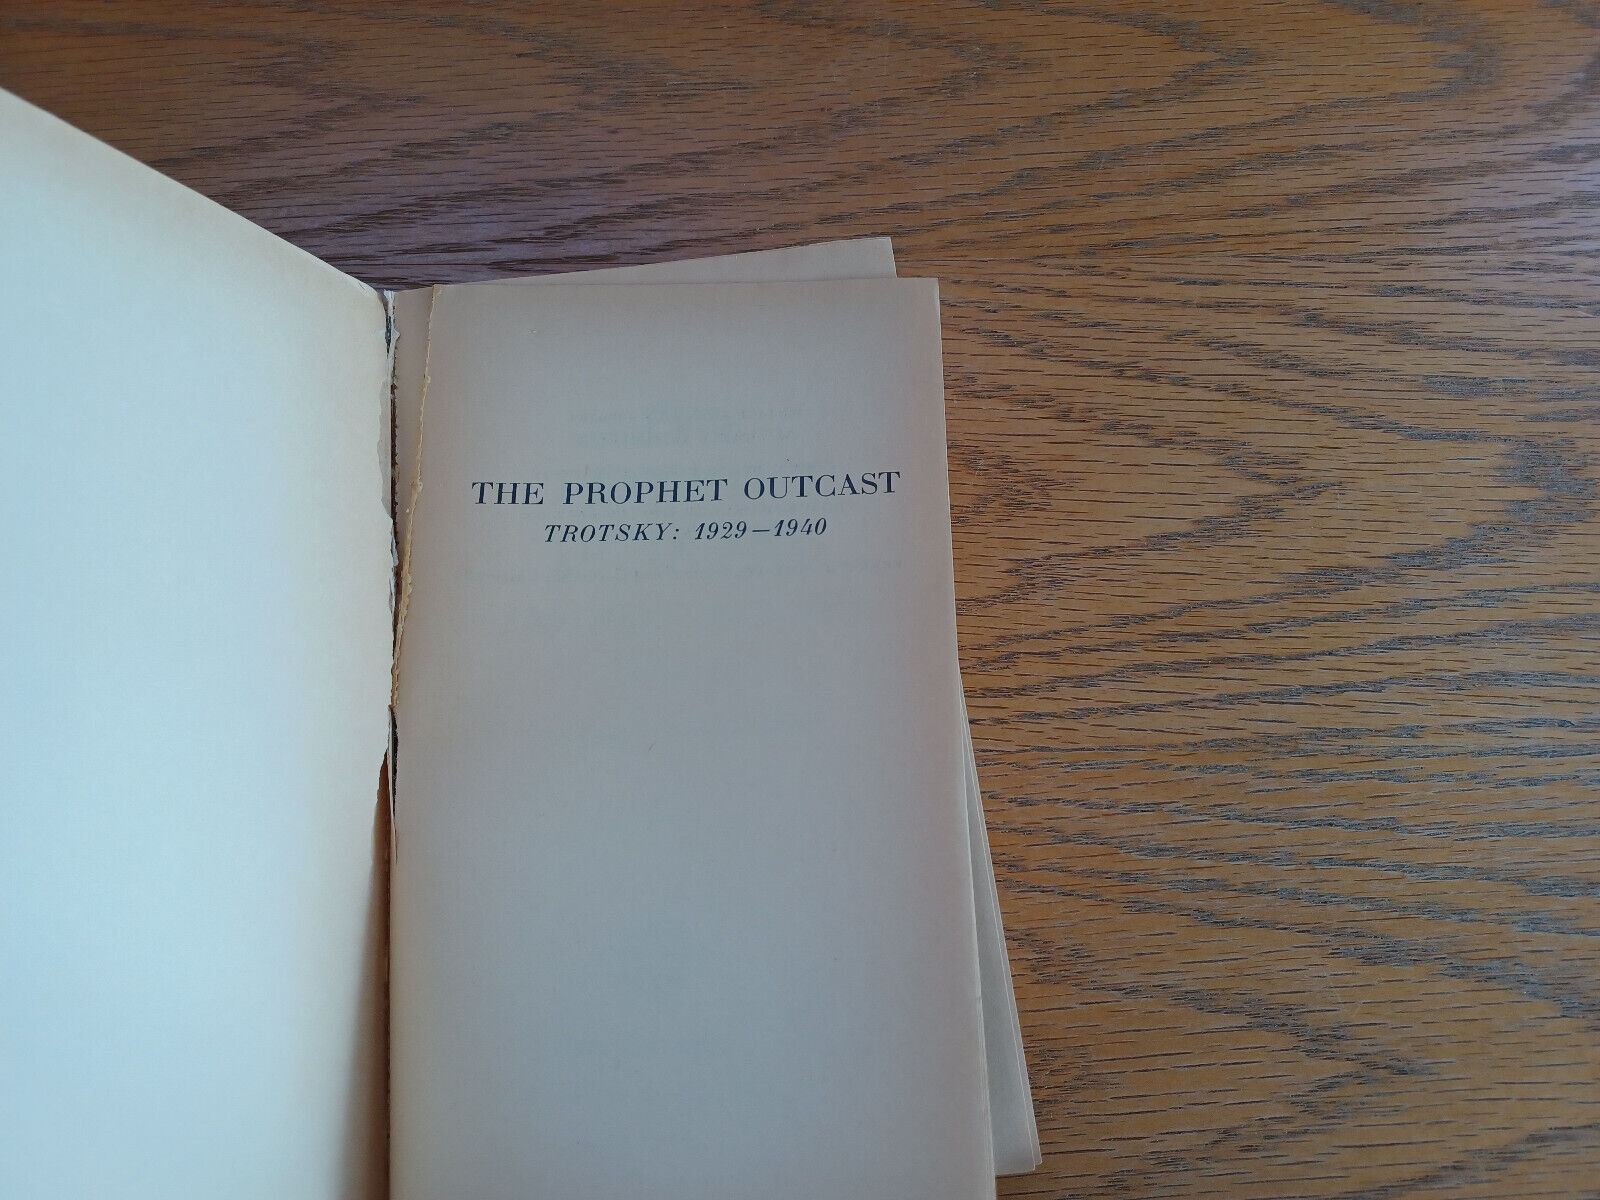 THE PROPHET OUTCAST
TROTSKY: 1929–1940